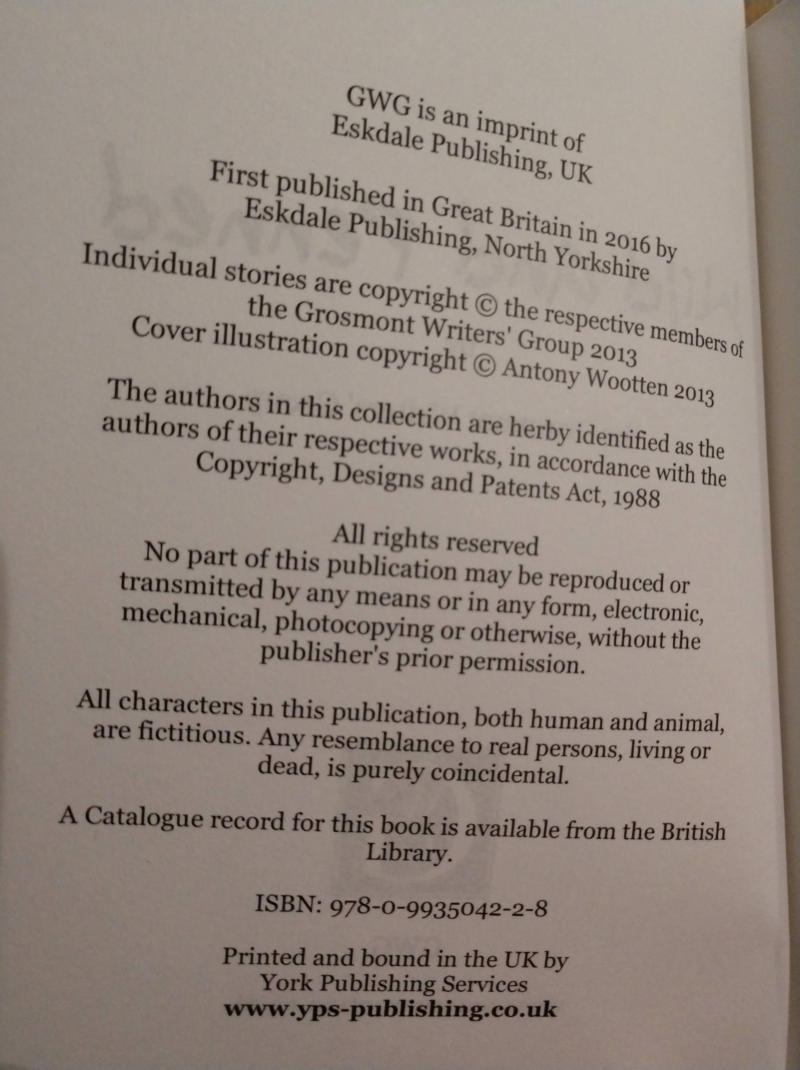 GWG is an imprint of
Eskdale Publishing, UK
First published in Great Britain in 2016 by
Eskdale Publishing, North Yorkshire
Individual stories are copyright © the respective members of
the Grosmont Writers' Group 2013
Cover illustration copyright © Antony Wootten 2013
The authors in this collection are herby identified as the
authors of their respective works, in accordance with the
Copyright, Designs and Patents Act, 1988
All rights reserved
No part of this publication may be reproduced or
transmitted by any means or in any form, electronic,
mechanical, photocopying or otherwise, without the
publisher's prior permission.
All characters in this publication, both human and animal,
are fictitious. Any resemblance to real persons, living or
dead, is purely coincidental.
A Catalogue record for this book is available from the British
Library.
ISBN: 978-0-9935042-2-8
Printed and bound in the UK by
York Publishing Services
www.yps-publishing.co.uk